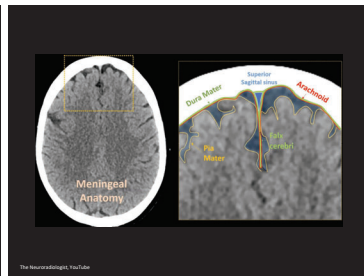 Meningeal
Anatomy
Superior
Sagittal sinus
Dura Mater
Arachnoid
Falx
Cerebri
Pia
Mater
The Neuroradiologist, YouTube